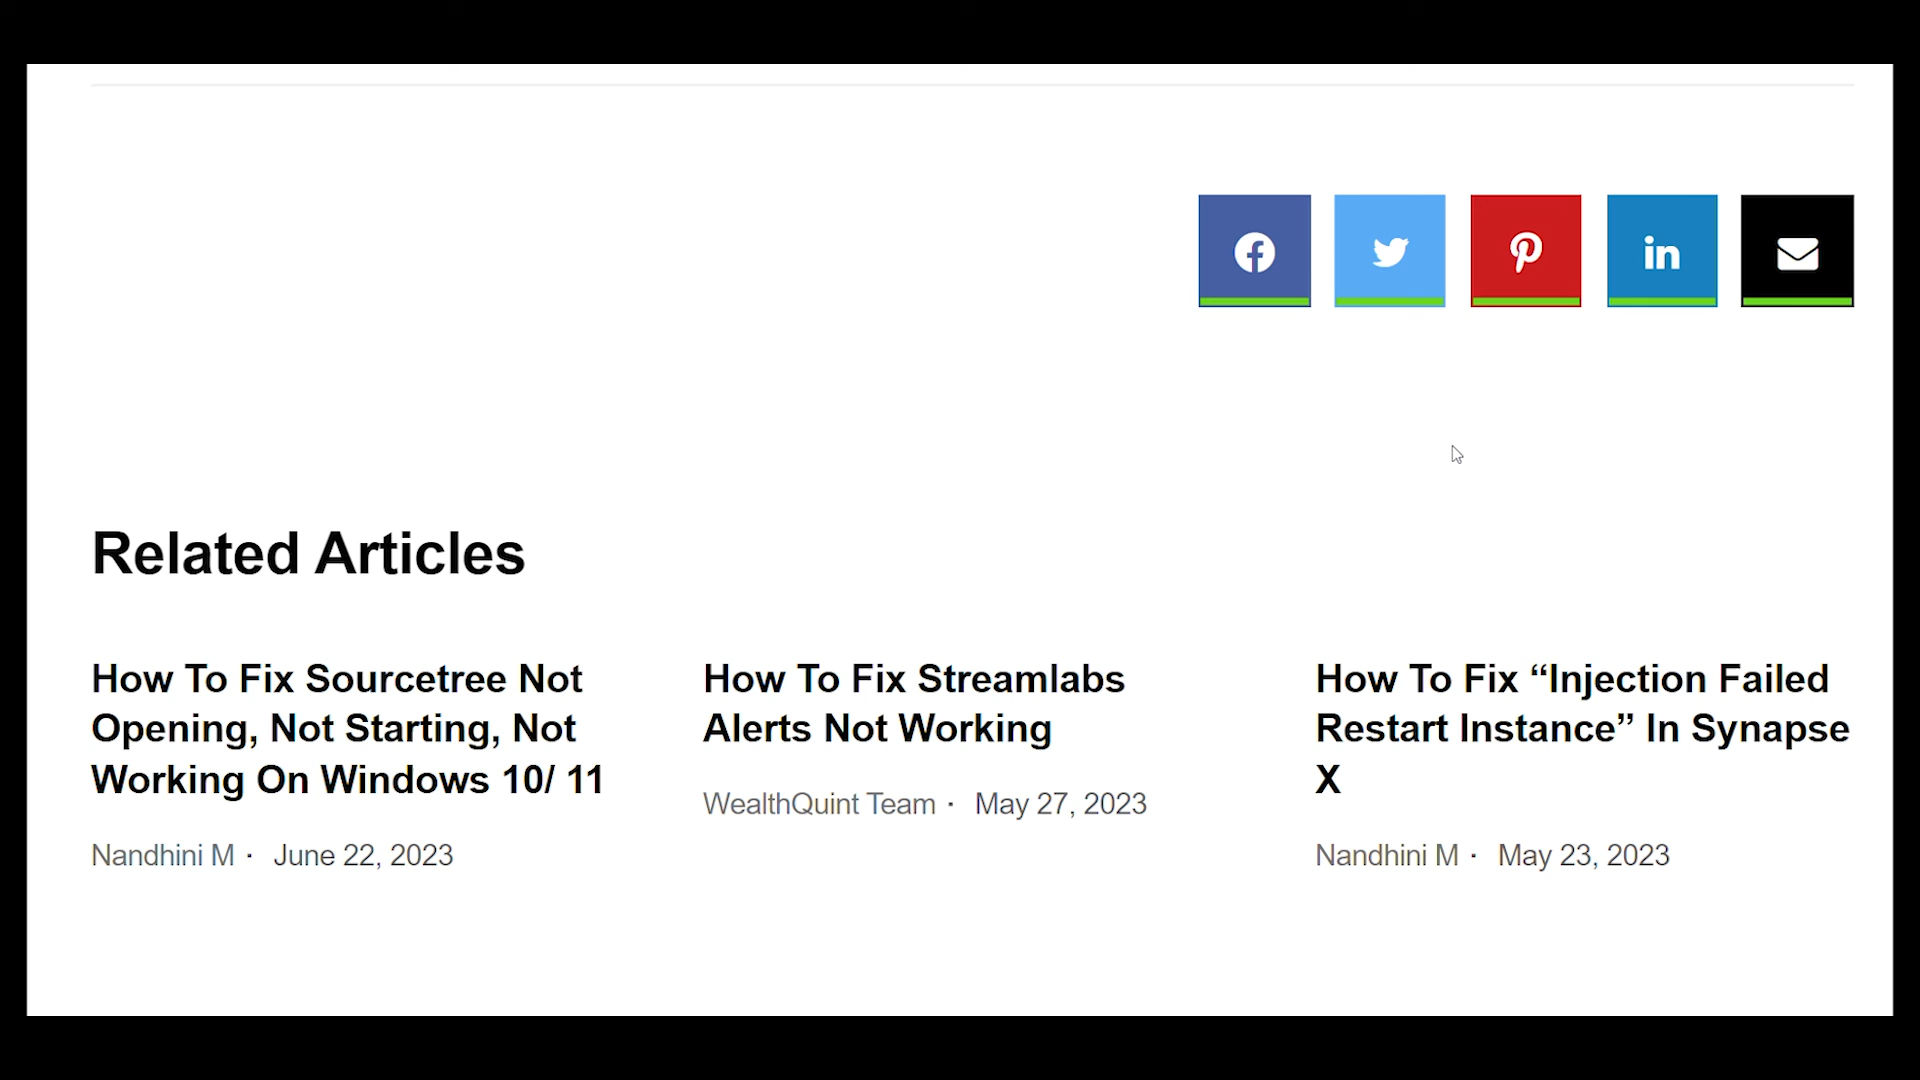 Related Articles
How To Fix Sourcetree Not
Opening, Not Starting, Not
Working On Windows 10/ 11
Nandhini M · June 22, 2023
How To Fix Streamlabs
Alerts Not Working
WealthQuint Team · May 27, 2023
How To Fix “Injection Failed
Restart Instance” In Synapse
X
Nandhini M · May 23, 2023